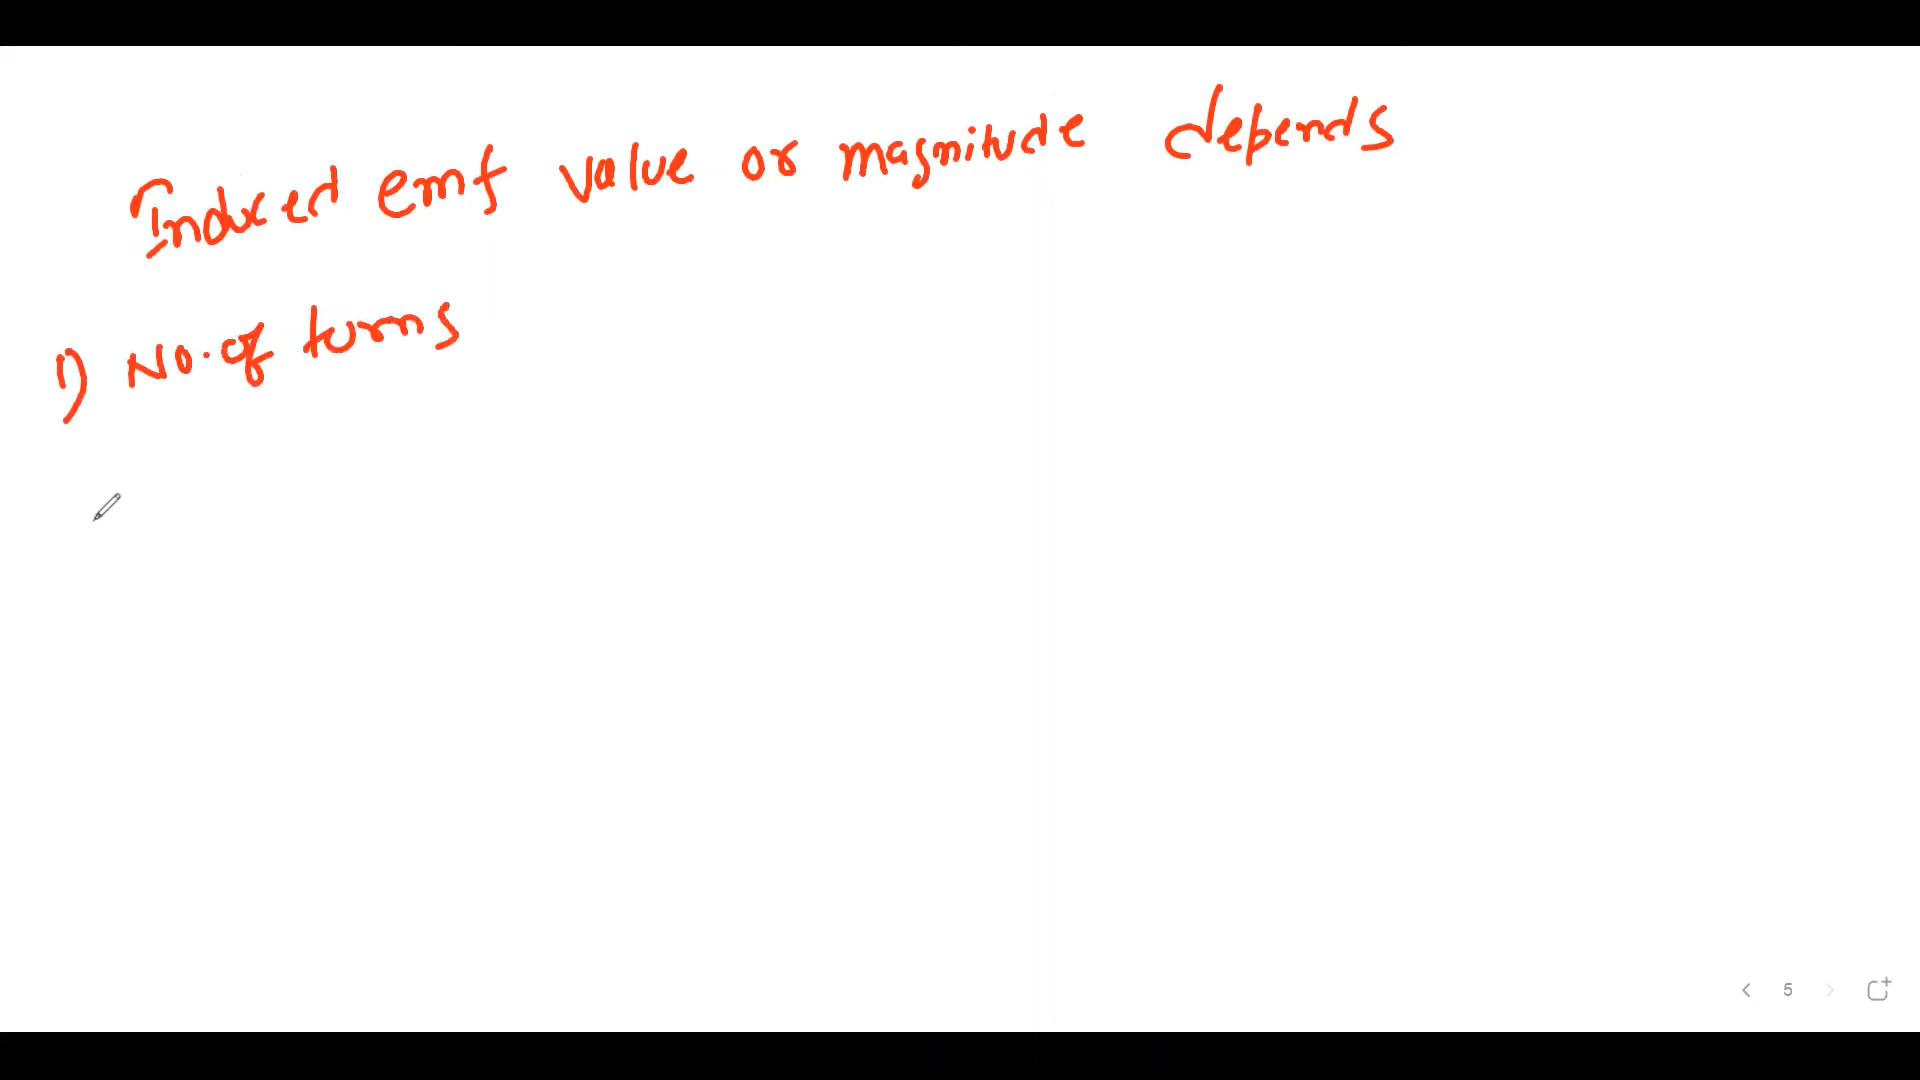 Induced emf value or magnitude depends
1) No. of turns
5